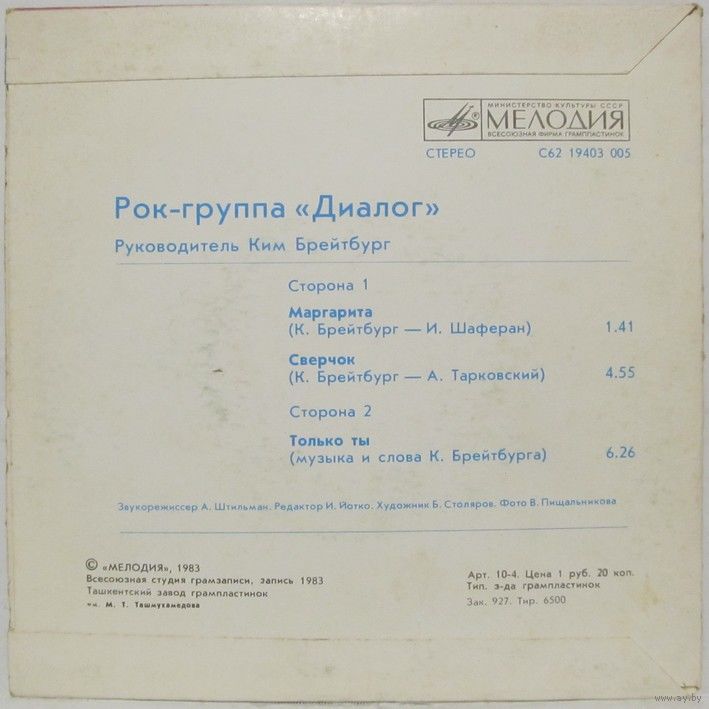 МИНИСТЕРСТВО КУЛЬТУРЫ СССР
МЕЛОДИЯ
ВСЕСОЮЗНАЯ ФИРМА ГРАМПЛАСТИНОК
СТЕРЕО С62 19403 005
Рок-группа «Диалог»
Руководитель Ким Брейтбург
Сторона 1
Маргарита
(К. Брейтбург — И. Шаферан) 1.41
Сверчок
(К. Брейтбург — А. Тарковский) 4.55
Сторона 2
Только ты
(музыка и слова К. Брейтбурга) 6.26
Звукорежиссер А. Штильман. Редактор И. Йотко. Художник Б. Столяров. Фото В. Пищальникова
© «МЕЛОДИЯ», 1983
Всесоюзная студия грамзаписи, запись 1983
Ташкентский завод грампластинок
им. М. Т. Ташмухамедова
Арт. 10-4. Цена 1 руб. 20 коп.
Тип. з-да грампластинок
Зак. 927. Тир. 6500
www.ay.by